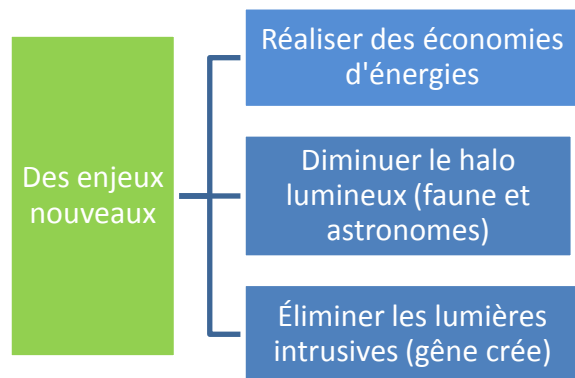 Des enjeux
nouveaux
Réaliser des économies
d'énergies
Diminuer le halo
lumineux (faune et
astronomes)
Éliminer les lumières
intrusives (gêne crée)